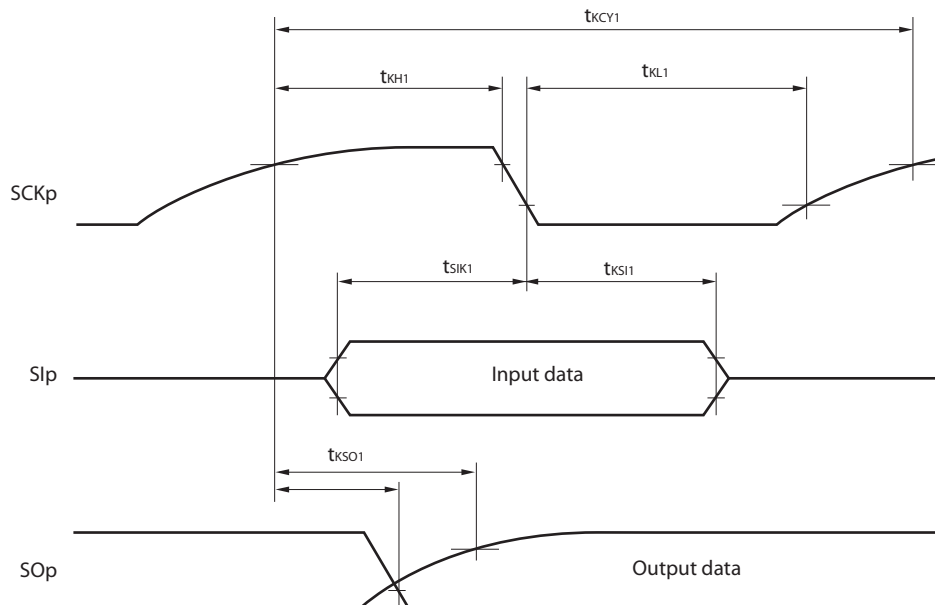 tKCY1
tKH1
tKL1
SCKp
tSIK1
tKSI1
SIp
Input data
tKSO1
SOp
Output data